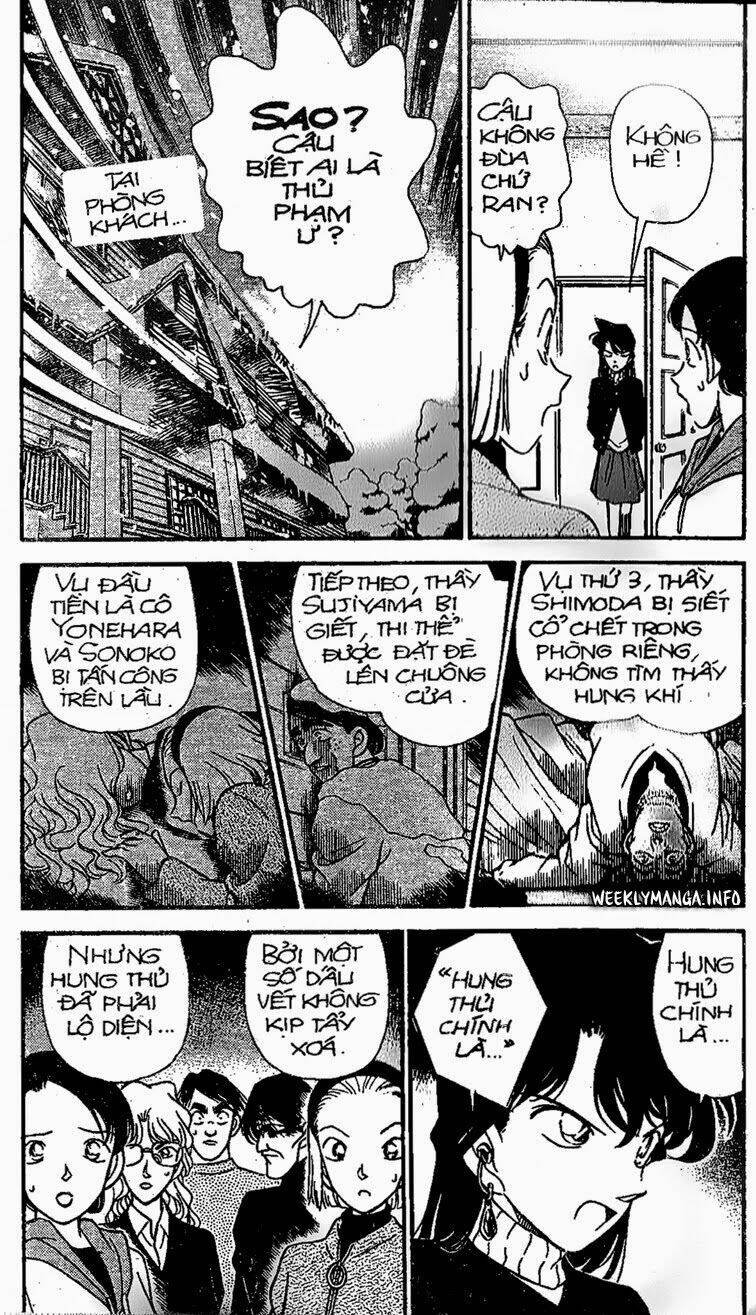 SAO?
CẬU
BIẾT AI LÀ
THỦ
PHẠM
Ư?
TẠI
PHÒNG
KHÁCH...
CẬU
KHÔNG
ĐÙA
CHỨ
RAN?
KHÔNG
HỀ!
VỤ ĐẦU
TIỀN LÀ CÔ
YONEHARA
VÀ SONOKO
BỊ TẤN CÔNG
TRÊN LẦU.
TIẾP THEO, THẦY
SUJIYAMA BỊ
GIẾT, THI THỂ
ĐƯỢC ĐẶT ĐÈ
LÊN CHUÔNG
CỬA.
VỤ THỨ 3, THẦY
SHIMODA BỊ SIẾT
CỔ CHẾT TRONG
PHÒNG RIÊNG,
KHÔNG TÌM THẤY
HUNG KHÍ.
WEEKLYMANGA.INFO
NHƯNG
HUNG THỦ
ĐÃ PHẢI
LỘ DIỆN...
BỞI MỘT
SỐ DẤU
VẾT KHÔNG
KỊP TẨY
XOÁ.
"HUNG
THỦ
CHÍNH
LÀ..."
HUNG
THỦ
CHÍNH
LÀ...